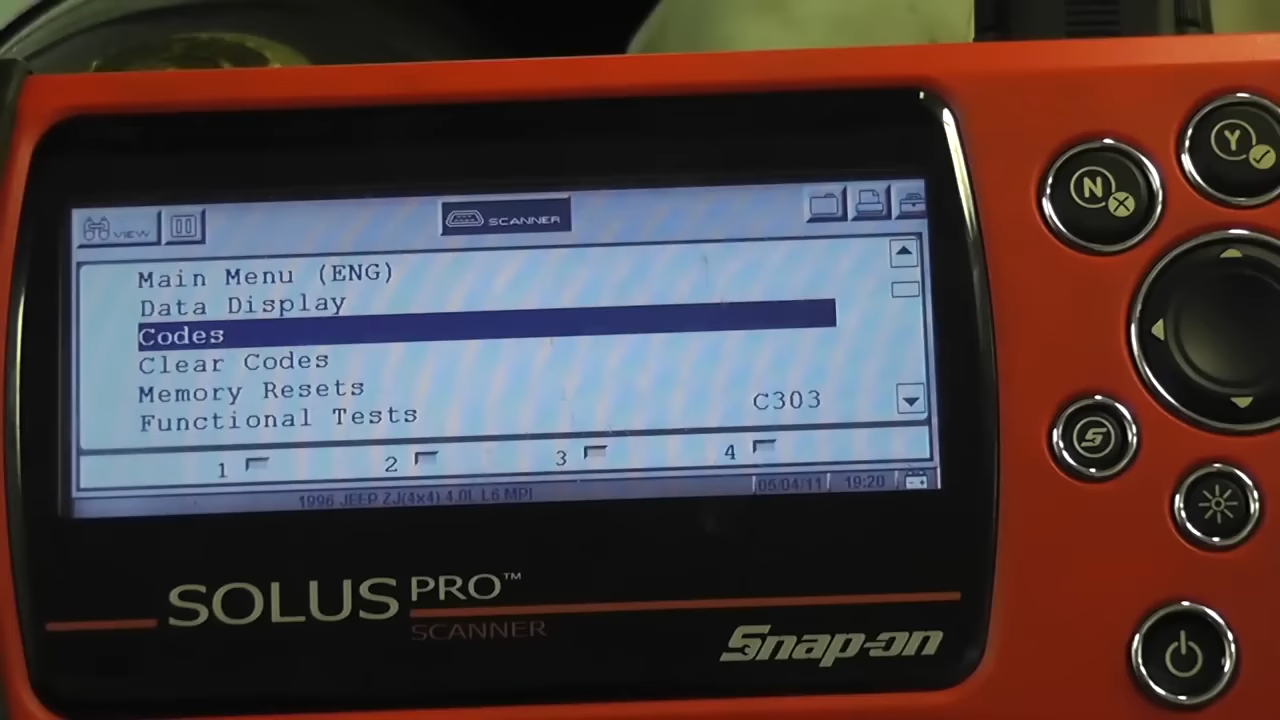 VIEW
SCANNER
Main Menu (ENG)
Data Display
Codes
Clear Codes
Memory Resets
Functional Tests
C303
1 2 3 4
1996 JEEP ZJ(4x4) 4.0L L6 MPI
05/04/11 19:20
SOLUS PRO™
SCANNER
Snap-on
N
Y
S